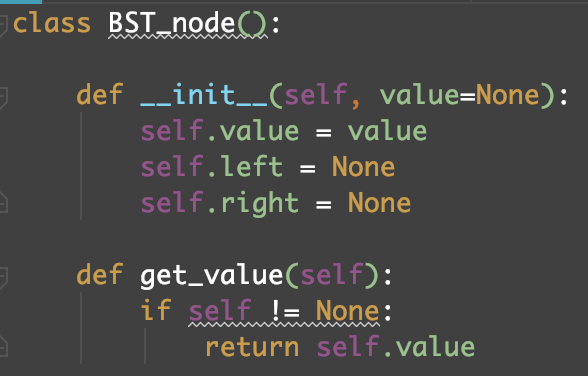 class BST_node():
def __init__(self, value=None):
self.value = value
self.left = None
self.right = None
def get_value(self):
if self != None:
return self.value